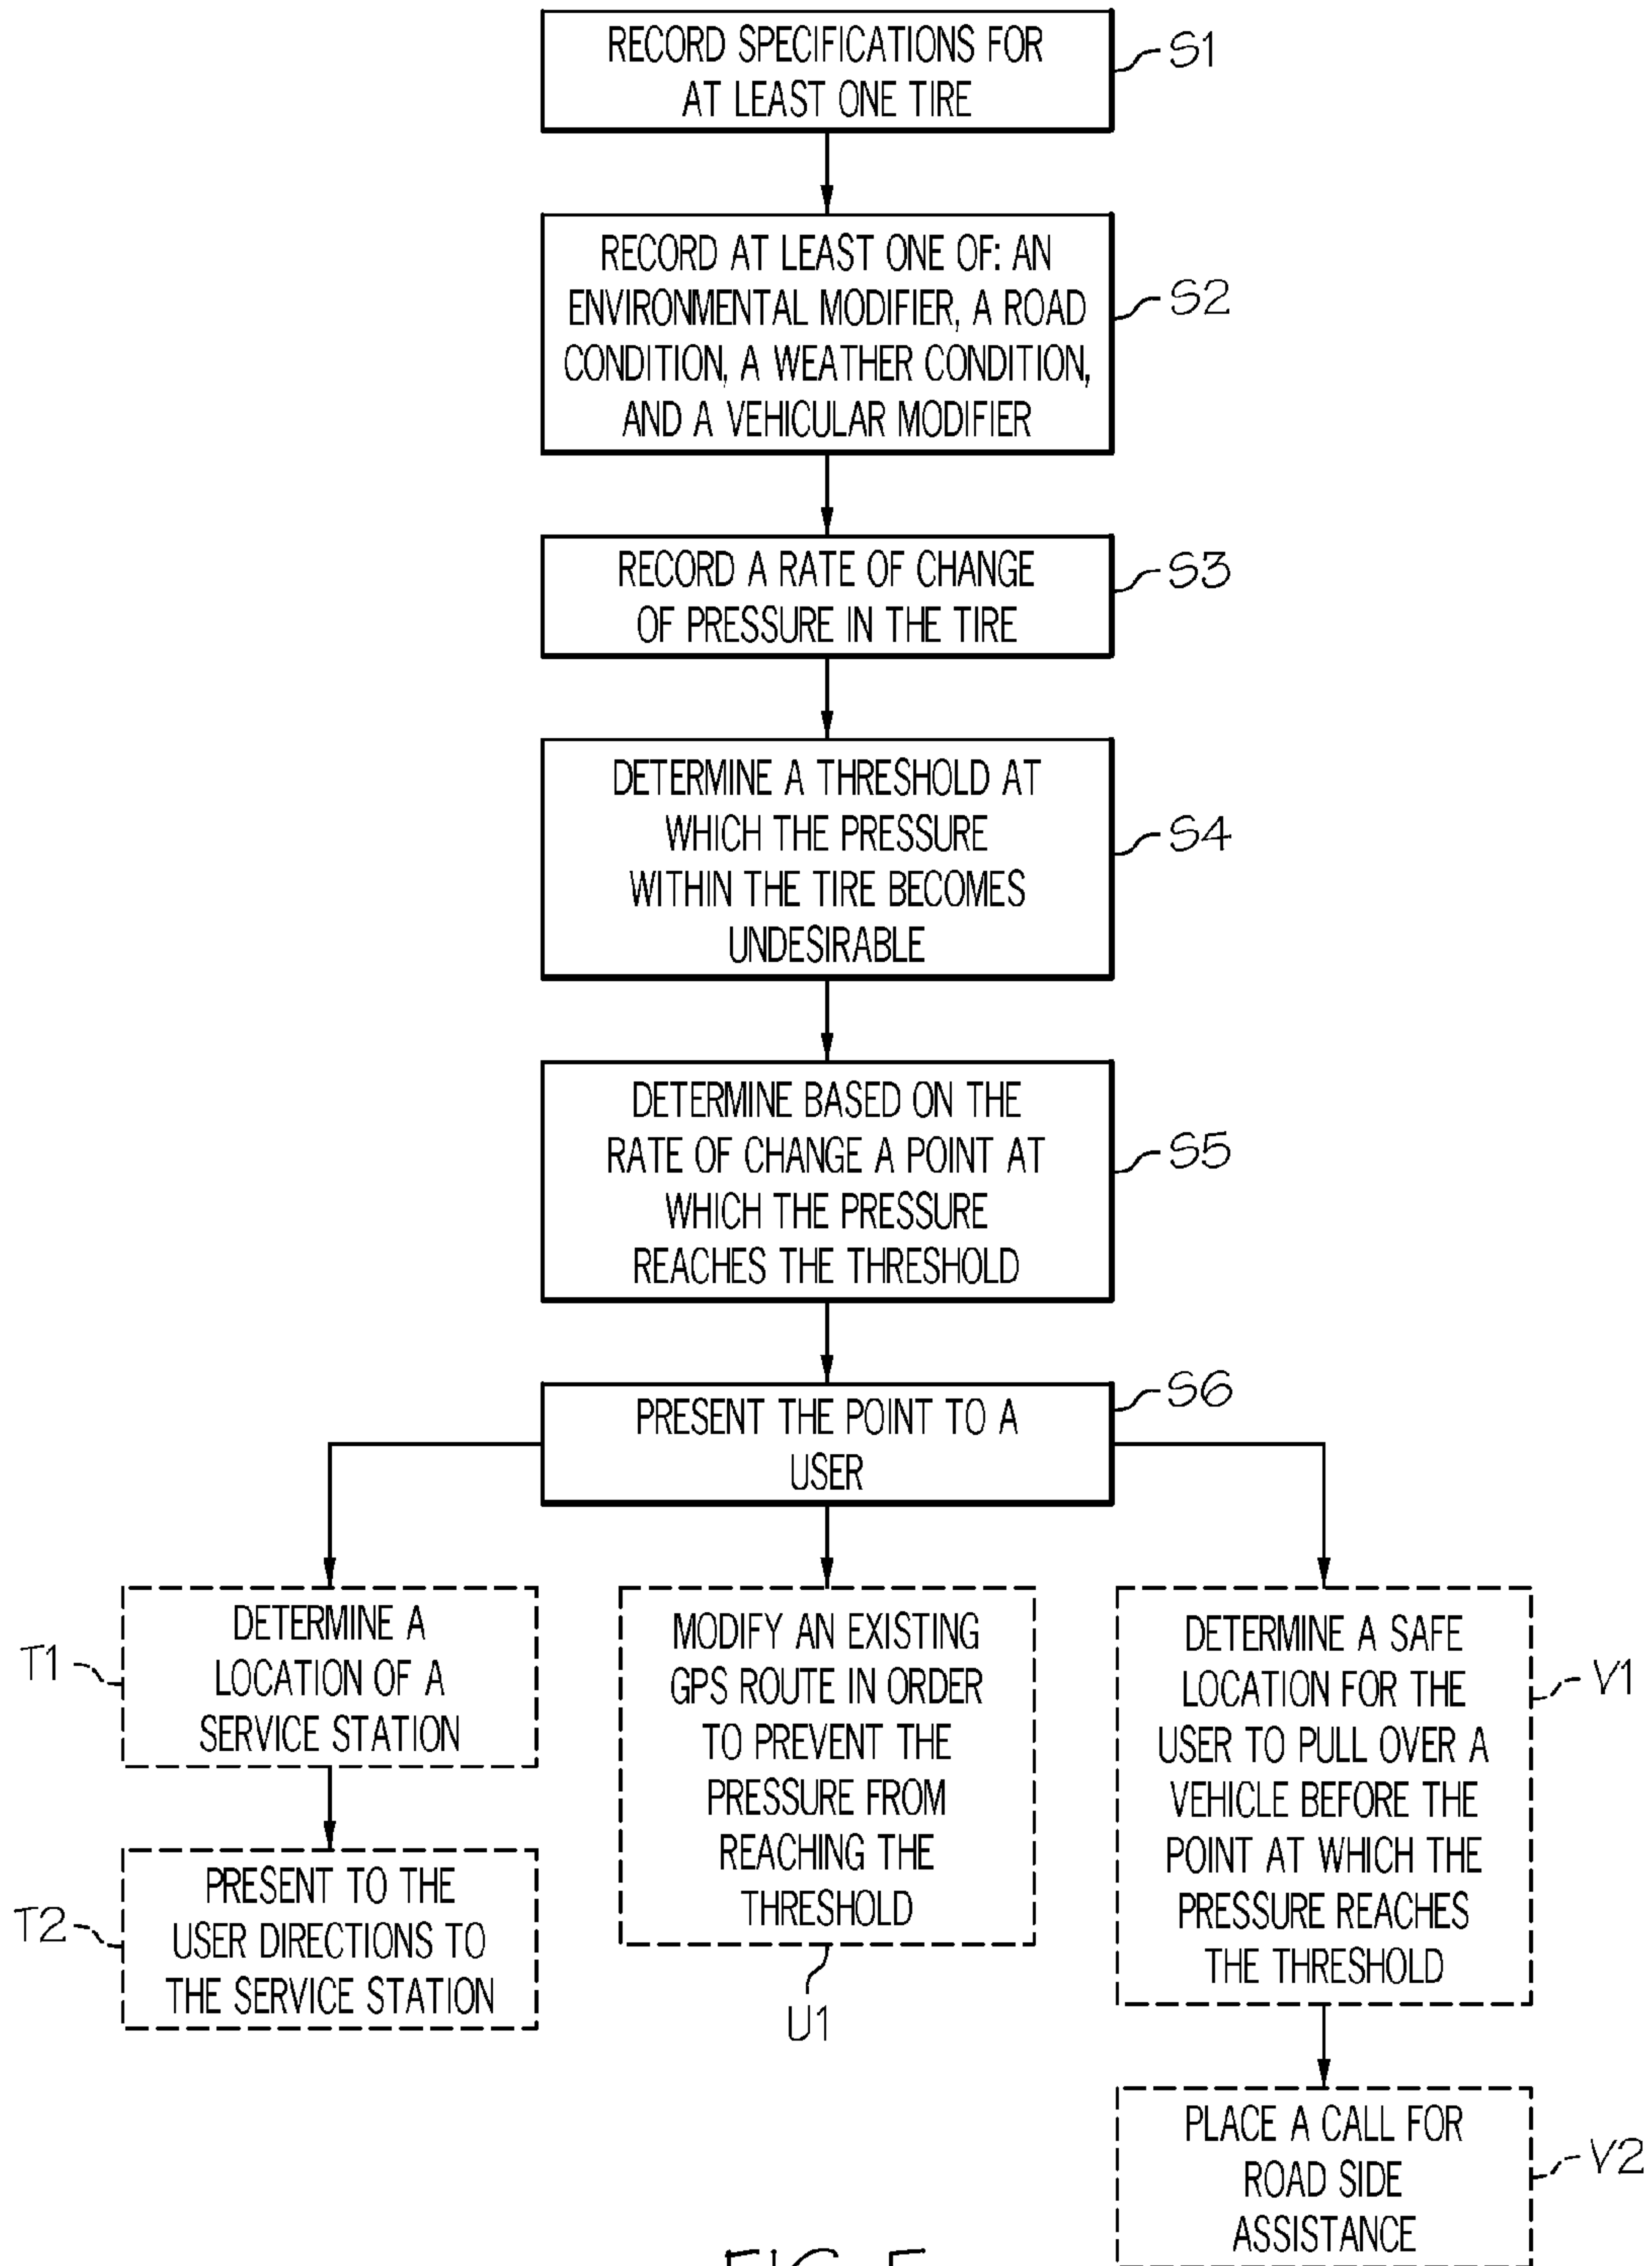 RECORD SPECIFICATIONS FOR
AT LEAST ONE TIRE
S1
RECORD AT LEAST ONE OF: AN
ENVIRONMENTAL MODIFIER, A ROAD
CONDITION, A WEATHER CONDITION,
AND A VEHICULAR MODIFIER
S2
RECORD A RATE OF CHANGE
OF PRESSURE IN THE TIRE
S3
DETERMINE A THRESHOLD AT
WHICH THE PRESSURE
WITHIN THE TIRE BECOMES
UNDESIRABLE
S4
DETERMINE BASED ON THE
RATE OF CHANGE A POINT AT
WHICH THE PRESSURE
REACHES THE THRESHOLD
S5
PRESENT THE POINT TO A
USER
S6
DETERMINE A
LOCATION OF A
SERVICE STATION
T1
PRESENT TO THE
USER DIRECTIONS TO
THE SERVICE STATION
T2
MODIFY AN EXISTING
GPS ROUTE IN ORDER
TO PREVENT THE
PRESSURE FROM
REACHING THE
THRESHOLD
U1
DETERMINE A SAFE
LOCATION FOR THE
USER TO PULL OVER A
VEHICLE BEFORE THE
POINT AT WHICH THE
PRESSURE REACHES
THE THRESHOLD
V1
PLACE A CALL FOR
ROAD SIDE
ASSISTANCE
V2